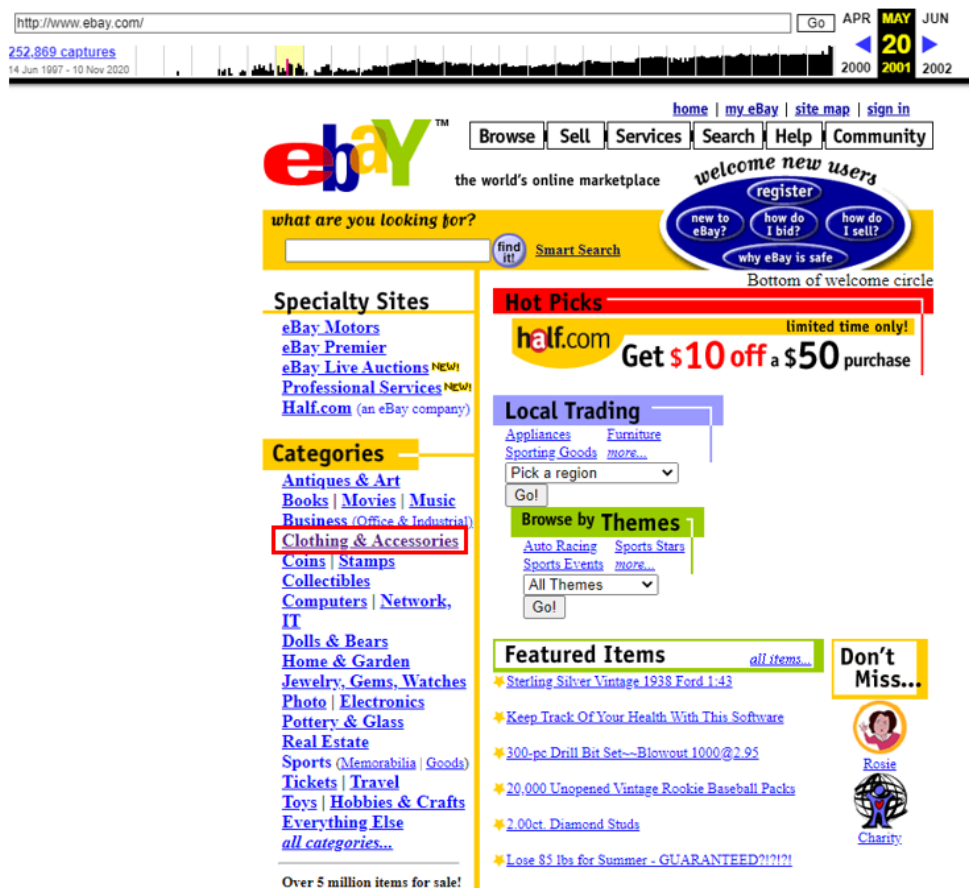 http://www.ebay.com/
Go
APR MAY JUN
252,869 captures
20
14 Jun 1997 - 10 Nov 2020
2000 2001 2002
home | my eBay | site map | sign in
ebaY™
Browse Sell Services Search Help Community
the world's online marketplace
welcome new users
register
new to eBay?
how do I bid?
how do I sell?
why eBay is safe
what are you looking for?
find it!
Smart Search
Bottom of welcome circle
Specialty Sites
eBay Motors
eBay Premier
eBay Live Auctions NEW!
Professional Services NEW!
Half.com (an eBay company)
Categories
Antiques & Art
Books | Movies | Music
Business (Office & Industrial)
Clothing & Accessories
Coins | Stamps
Collectibles
Computers | Network,
IT
Dolls & Bears
Home & Garden
Jewelry, Gems, Watches
Photo | Electronics
Pottery & Glass
Real Estate
Sports (Memorabilia | Goods)
Tickets | Travel
Toys | Hobbies & Crafts
Everything Else
all categories...
Over 5 million items for sale!
Hot Picks
limited time only!
half.com
Get $10 off a $50 purchase
Local Trading
Appliances Furniture
Sporting Goods more...
Pick a region
Go!
Browse by Themes
Auto Racing Sports Stars
Sports Events more...
All Themes
Go!
Featured Items all items...
Sterling Silver Vintage 1938 Ford 1:43
Keep Track Of Your Health With This Software
300-pc Drill Bit Set~~Blowout 1000@2.95
20,000 Unopened Vintage Rookie Baseball Packs
2.00ct. Diamond Studs
Lose 85 lbs for Summer - GUARANTEED?!?!?!
Don't
Miss...
Rosie
Charity